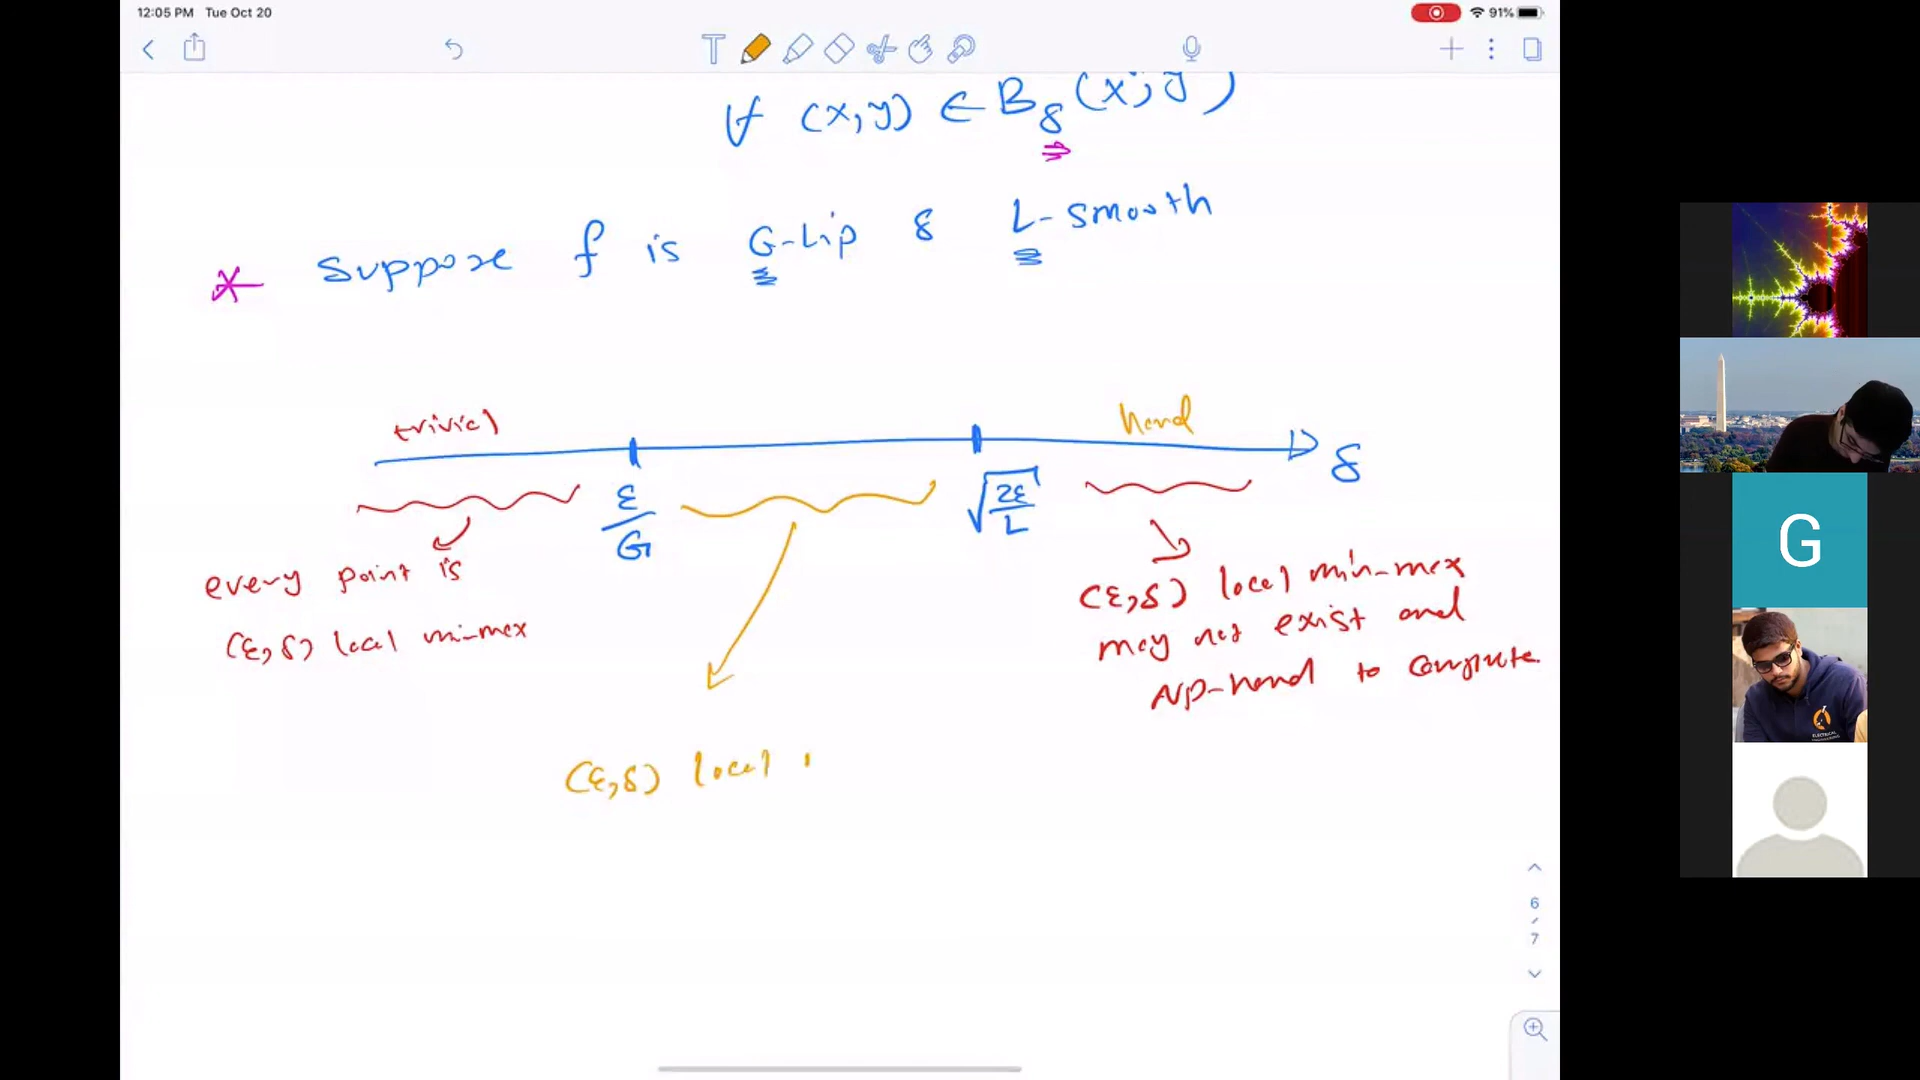 12:05 PM Tue Oct 20
91%
∀ (x,y) ∈ B_δ (x*,y*)
* Suppose f is G-Lip & L-smooth
trivial
hard
ε/G
√(2ε/L)
δ
every point is
(ε,δ) local min-max
(ε,δ) local min-max
may not exist and
NP-hard to compute
(ε,δ) local
G
ELECTRICAL
6
7